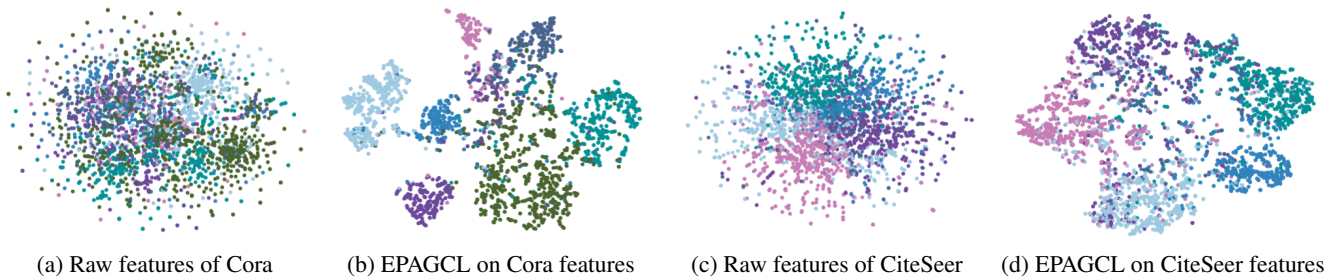 (a) Raw features of Cora
(b) EPAGCL on Cora features
(c) Raw features of CiteSeer
(d) EPAGCL on CiteSeer features